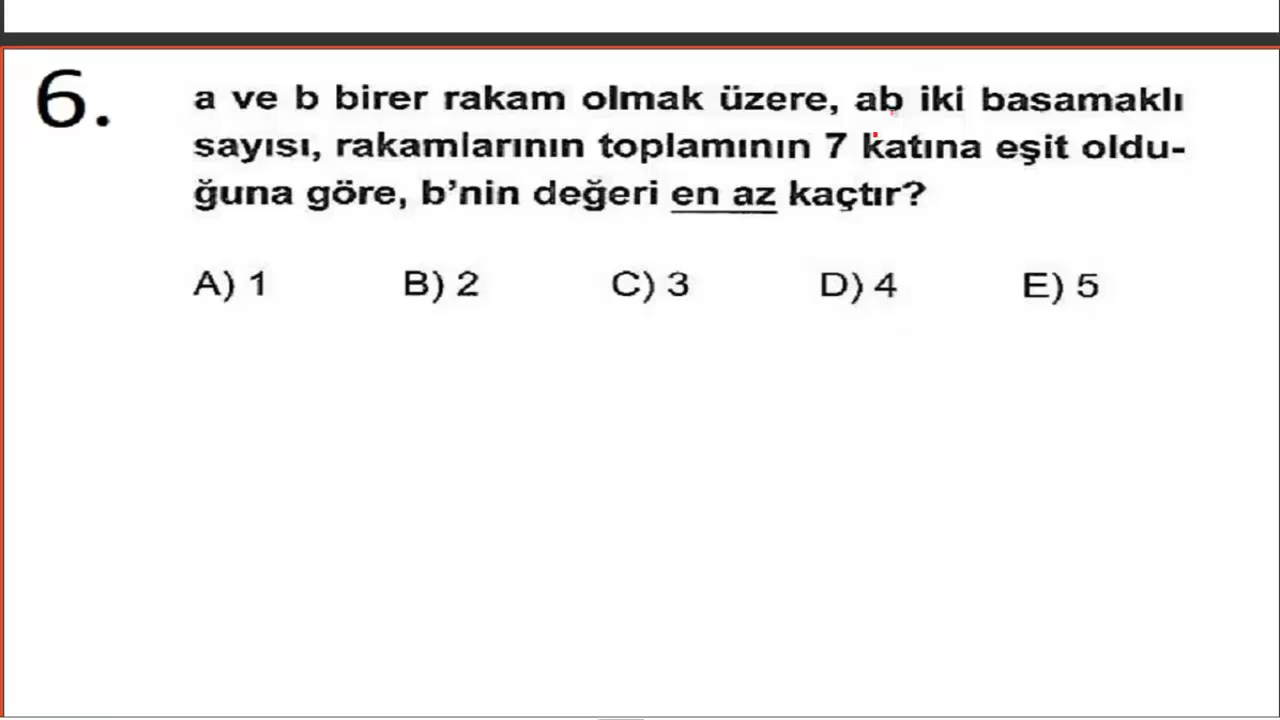 6.
a ve b birer rakam olmak üzere, ab iki basamaklı
sayısı, rakamlarının toplamının 7 katına eşit oldu-
ğuna göre, b'nin değeri en az kaçtır?
A) 1 B) 2 C) 3 D) 4 E) 5